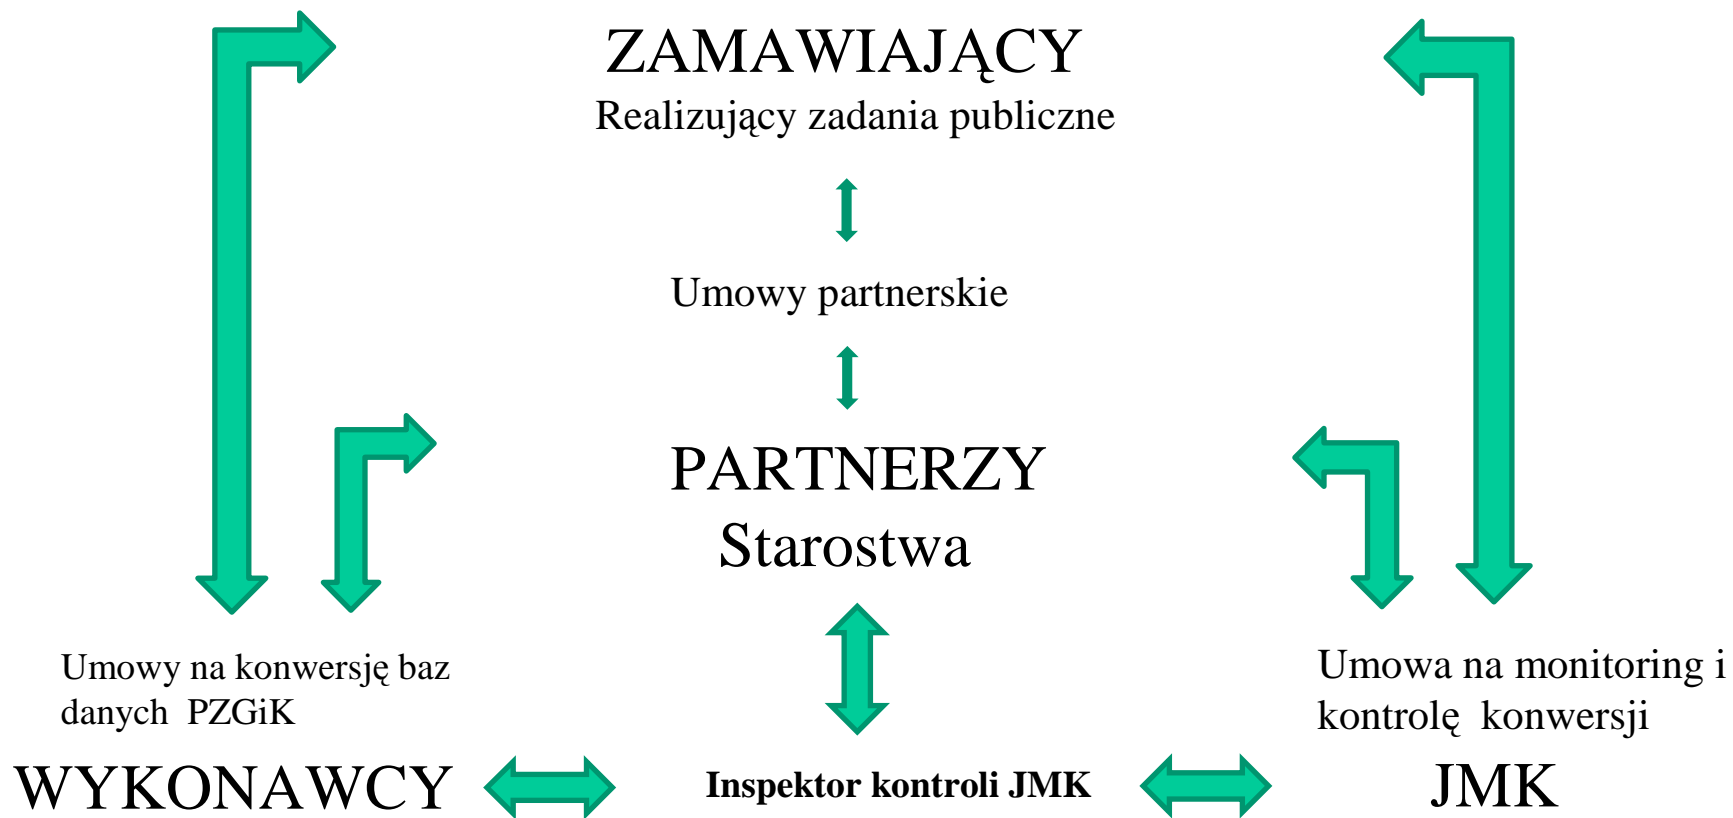 ZAMAWIAJĄCY
Realizujący zadania publiczne
Umowy partnerskie
PARTNERZY
Starostwa
Umowy na konwersję baz
danych PZGiK
WYKONAWCY
Inspektor kontroli JMK
Umowa na monitoring i
kontrolę konwersji
JMK